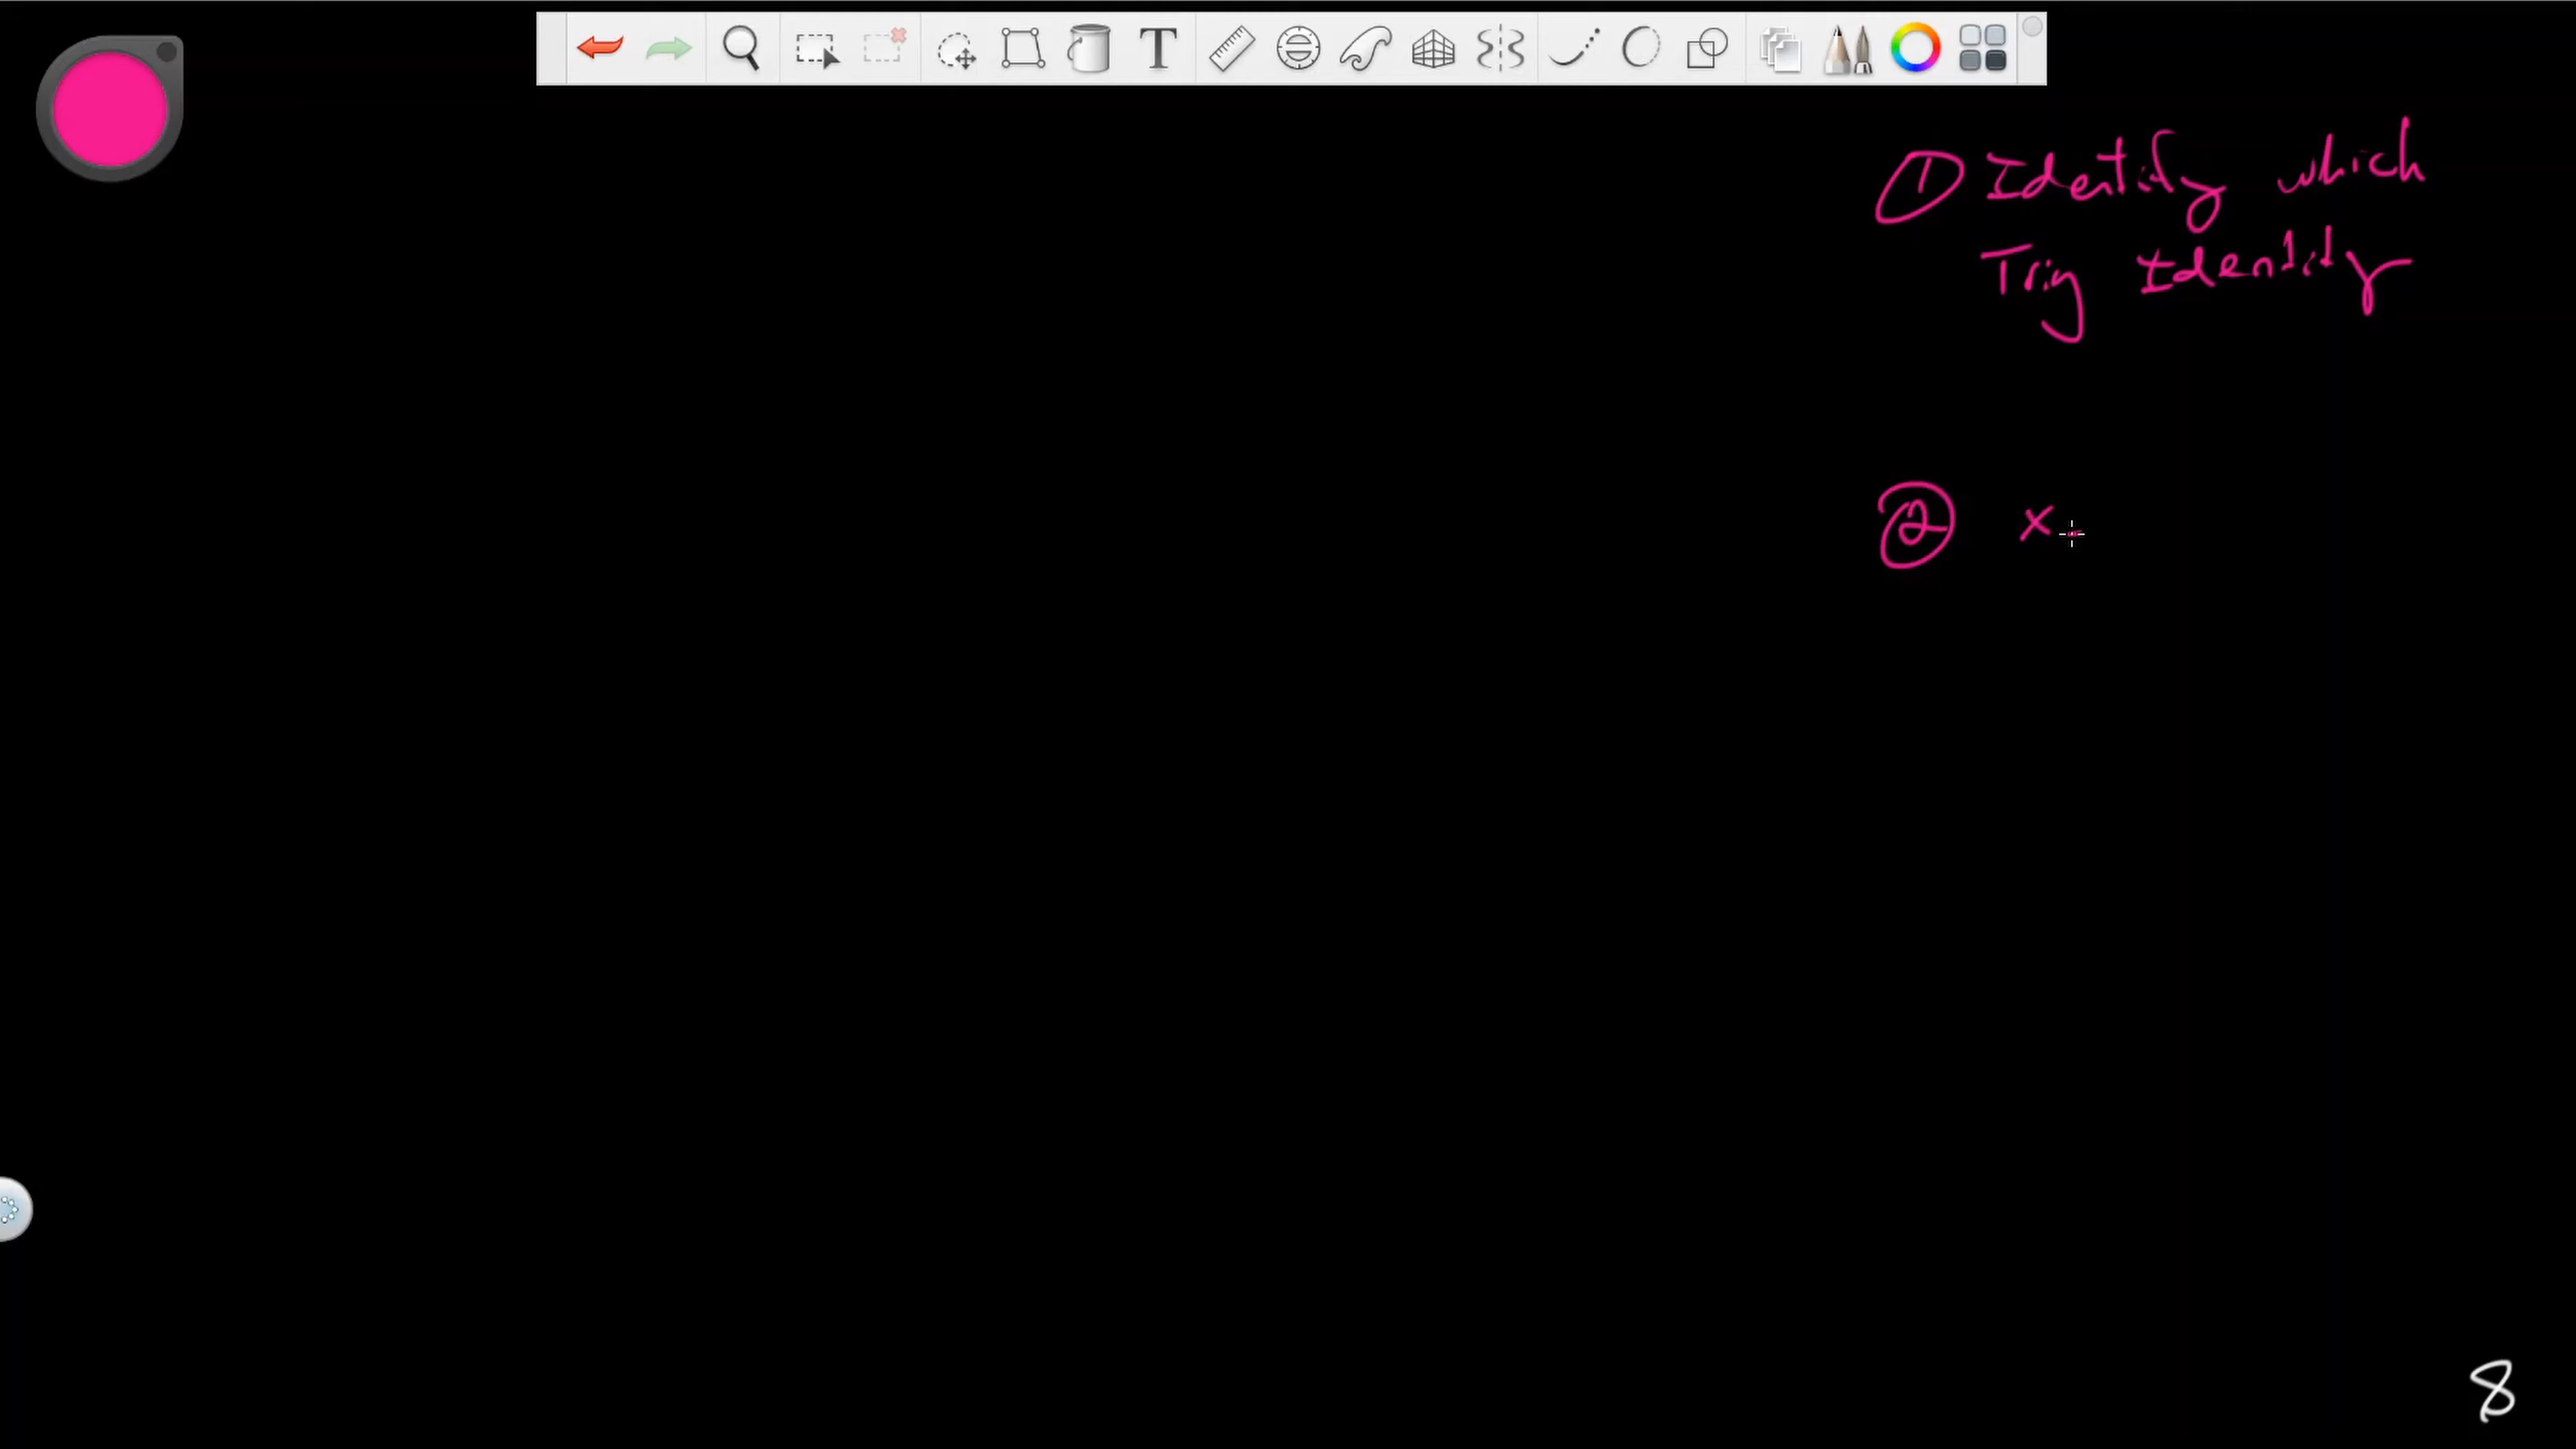 ① Identify which
Trig Identity
② x
8